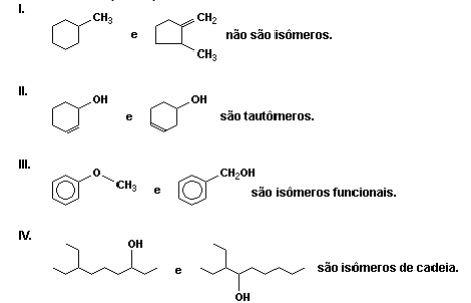 I.
CH3
e
CH2
CH3
não são isômeros.
II.
OH
e
OH
são tautômeros.
III.
O
CH3
e
CH2OH
são isômeros funcionais.
IV.
OH
e
OH
são isômeros de cadeia.